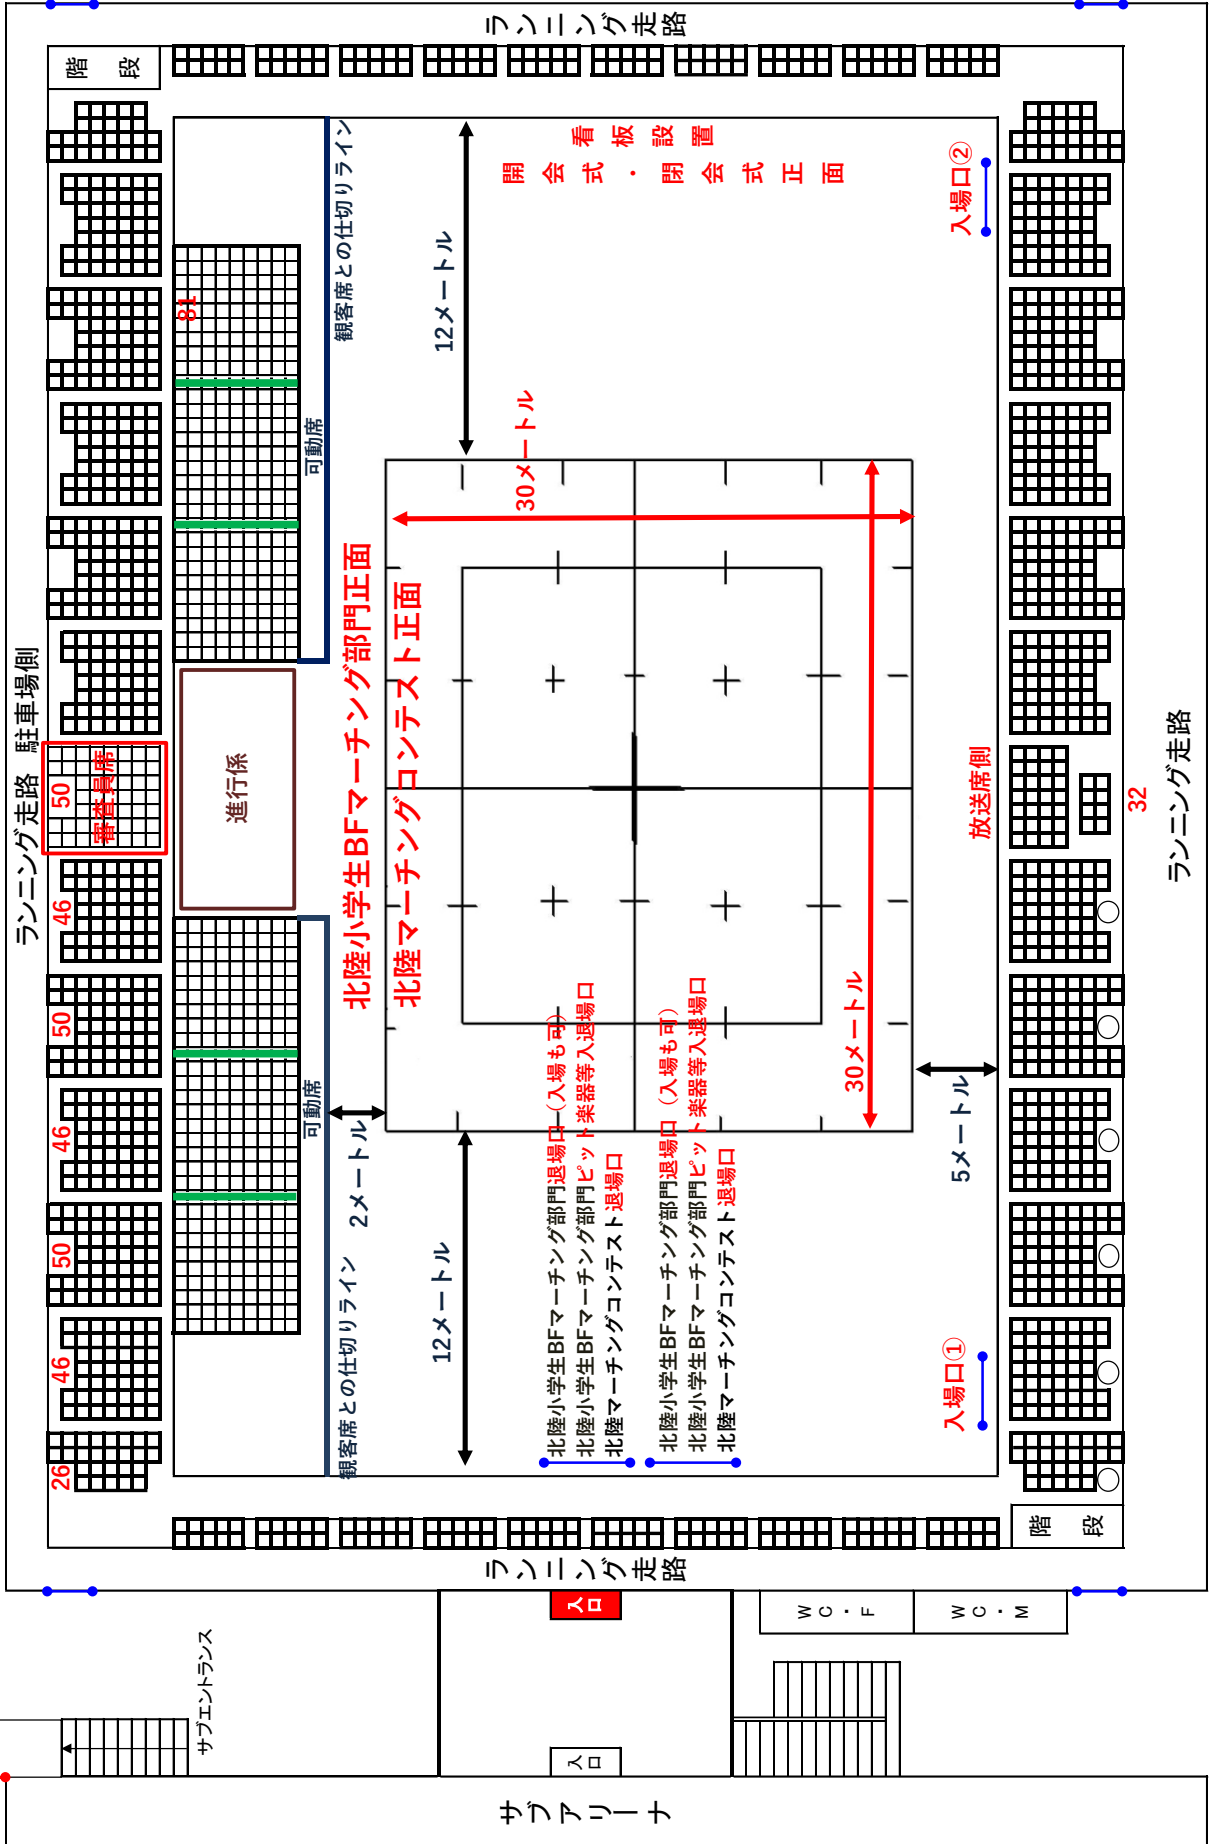 ランニング走路
階　段
看板設置
開会式・閉会式正面
観客席との仕切りライン
12メートル
入場口②
81
可動席
30メートル
北陸小学生BFマーチング部門正面
北陸マーチングコンテスト正面
ランニング走路 駐車場側
50
審査員席
進行係
放送席側
32
ランニング走路
46
50
46
50
46
26
可動席
2メートル
観客席との仕切りライン
12メートル
30メートル
5メートル
北陸小学生BFマーチング部門退場口（入場も可）
北陸小学生BFマーチング部門ピット楽器等入退場口
北陸マーチングコンテスト退場口
北陸小学生BFマーチング部門退場口（入場も可）
北陸小学生BFマーチング部門ピット楽器等入退場口
北陸マーチングコンテスト退場口
入場口①
階　段
ランニング走路
入口
WC・F
WC・M
サブエントランス
入口
サブアリーナ